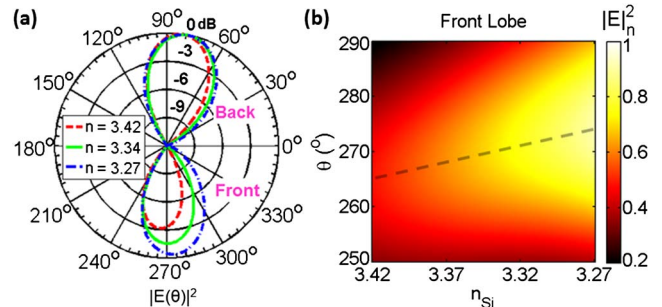 (a)
90°
0 dB
120°
60°
-3
150°
30°
-6
-9
Back
n = 3.42
n = 3.34
n = 3.27
180°
0°
Front
210°
330°
240°
300°
270°
|E(θ)|²
(b)
Front Lobe
|E|²ₙ
290
280
270
260
250
θ (°)
3.42
3.37
3.32
3.27
n_Si
1
0.8
0.6
0.4
0.2